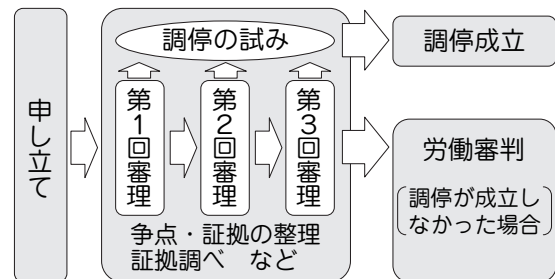 申し立て
調停の試み
第1回審理
第2回審理
第3回審理
争点・証拠の整理
証拠調べ　など
調停成立
労働審判
(調停が成立し
なかった場合)